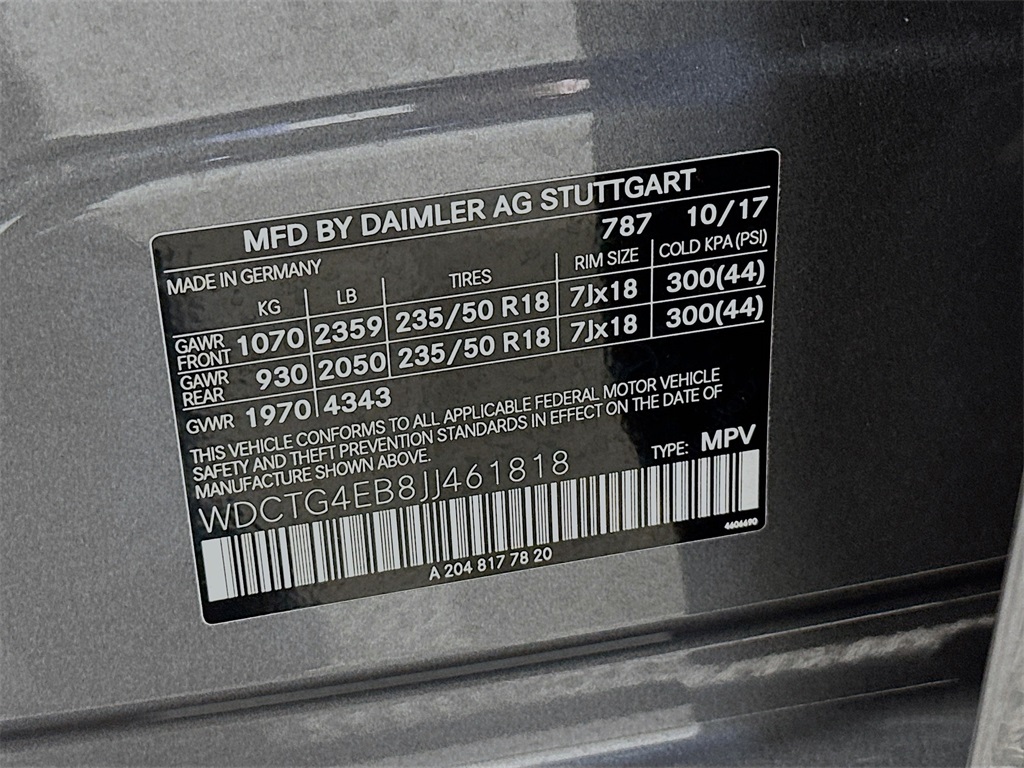 MFD BY DAIMLER AG STUTTGART
MADE IN GERMANY 787 10/17
KG LB TIRES RIM SIZE COLD KPA (PSI)
GAWR FRONT 1070 2359 235/50 R18 7Jx18 300(44)
GAWR REAR 930 2050 235/50 R18 7Jx18 300(44)
GVWR 1970 4343
THIS VEHICLE CONFORMS TO ALL APPLICABLE FEDERAL MOTOR VEHICLE
SAFETY AND THEFT PREVENTION STANDARDS IN EFFECT ON THE DATE OF
MANUFACTURE SHOWN ABOVE.
WDCTG4EB8JJ461818 TYPE: MPV
A 204 817 78 20
4606690